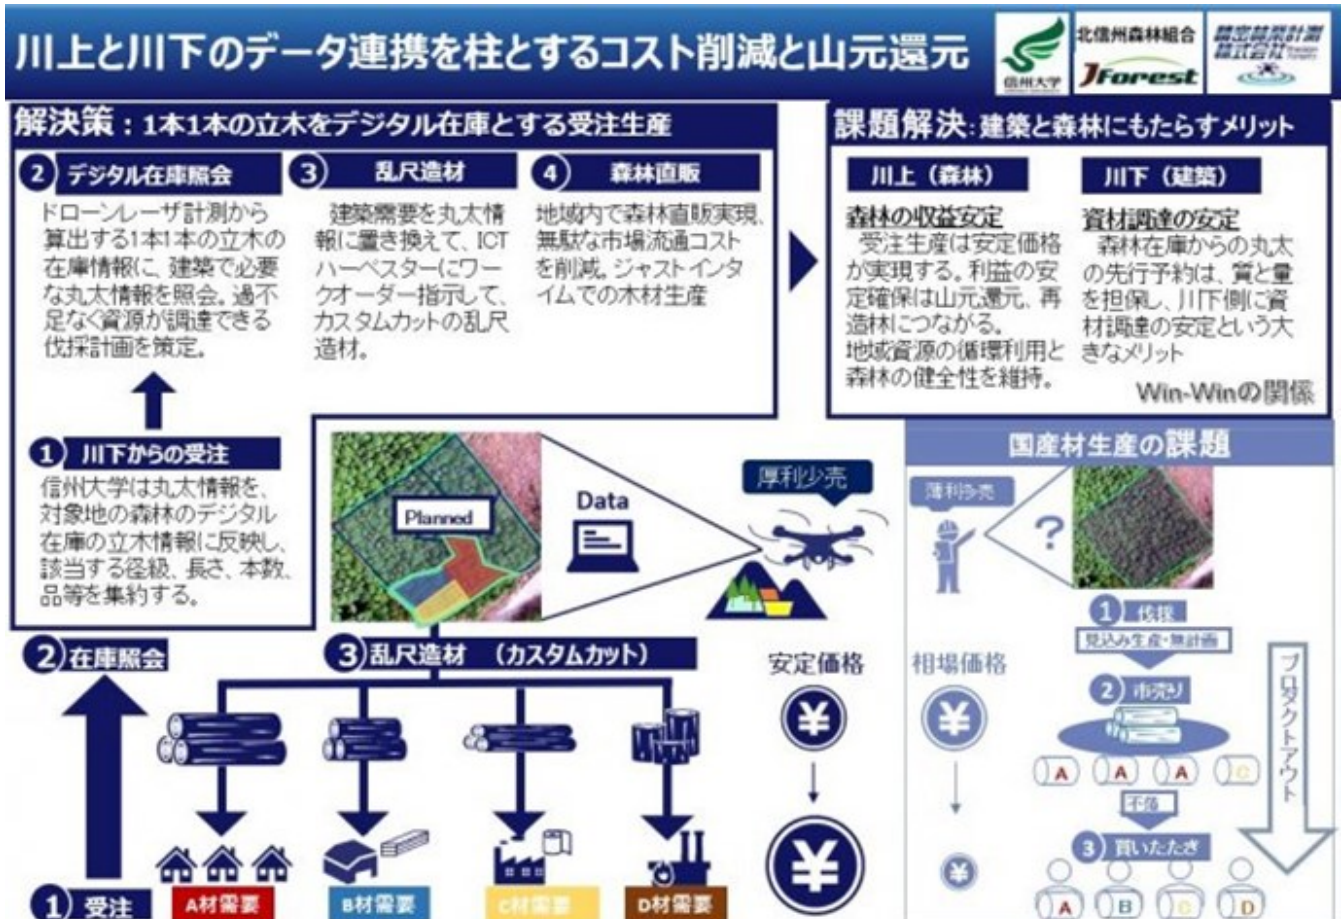 川上と川下のデータ連携を柱とするコスト削減と山元還元
信州大学
北信州森林組合
JForest
精密林業計測
株式会社
解決策：1本1本の立木をデジタル在庫とする受注生産
② デジタル在庫照会
ドローンレーザ計測から
算出する1本1本の立木の
在庫情報に、建築で必要
な丸太情報を照会。過不
足なく資源が調達できる
伐採計画を策定。
③ 乱尺造材
建築需要を丸太情
報に置き換えて、ICT
ハーベスターにワー
クオーダー指示して、
カスタムカットの乱尺
造材。
④ 森林直販
地域内で森林直販実現、
無駄な市場流通コスト
を削減。ジャストインタ
イムでの木材生産
① 川下からの受注
信州大学は丸太情報を、
対象地の森林のデジタル
在庫の立木情報に反映し、
該当する径級、長さ、本数、
品等を集約する。
課題解決：建築と森林にもたらすメリット
川上（森林）
森林の収益安定
受注生産は安定価格
が実現する。利益の安
定確保は山元還元、再
造林につながる。
地域資源の循環利用と
森林の健全性を維持。
川下（建築）
資材調達の安定
森林在庫からの丸太
の先行予約は、質と量
を担保し、川下側に資
材調達の安定という大
きなメリット
Win-Winの関係
Planned
Data
厚利少売
② 在庫照会
③ 乱尺造材 （カスタムカット）
① 受注
A材需要
B材需要
C材需要
D材需要
安定価格
¥
¥
国産材生産の課題
薄利多売
?
① 伐採
見込み生産・無計画
② 市売り
A A A C
不落
③ 買いたたき
A B C D
相場価格
¥
¥
プロダクトアウト